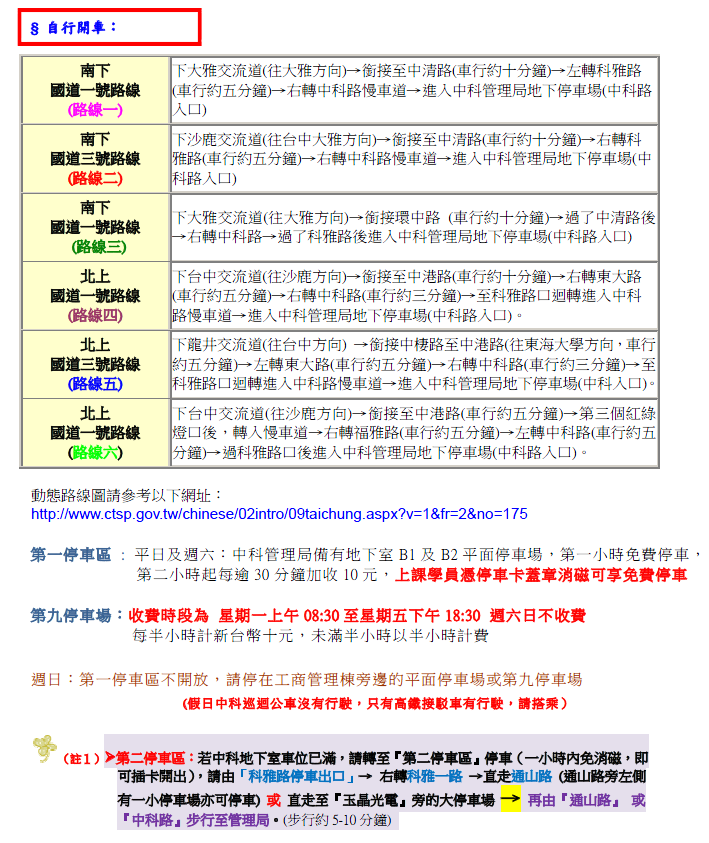 § 自行開車：
南下
國道一號路線
(路線一)
下大雅交流道(往大雅方向)→銜接至中清路(車行約十分鐘)→左轉科雅路
(車行約五分鐘)→右轉中科路慢車道→進入中科管理局地下停車場(中科路
入口)
南下
國道三號路線
(路線二)
下沙鹿交流道(往台中大雅方向)→銜接至中清路(車行約十分鐘)→右轉科
雅路(車行約五分鐘)→右轉中科路慢車道→進入中科管理局地下停車場(中
科路入口)
南下
國道一號路線
(路線三)
下大雅交流道(往大雅方向)→銜接環中路 (車行約十分鐘)→過了中清路後
→右轉中科路→過了科雅路後進入中科管理局地下停車場(中科路入口)
北上
國道一號路線
(路線四)
下台中交流道(往沙鹿方向)→銜接至中港路(車行約十分鐘)→右轉東大路
(車行約五分鐘)→右轉中科路(車行約三分鐘)→至科雅路口迴轉進入中科
路慢車道→進入中科管理局地下停車場(中科路入口)。
北上
國道三號路線
(路線五)
下龍井交流道(往台中方向) →銜接中棲路至中港路(往東海大學方向，車行
約五分鐘)→左轉東大路(車行約五分鐘)→右轉中科路(車行約三分鐘)→至
科雅路口迴轉進入中科路慢車道→進入中科管理局地下停車場(中科入口)。
北上
國道一號路線
(路線六)
下台中交流道(往沙鹿方向)→銜接至中港路(車行約五分鐘)→第三個紅綠
燈口後，轉入慢車道→右轉福雅路(車行約五分鐘)→左轉中科路(車行約五
分鐘)→過科雅路口後進入中科管理局地下停車場(中科路入口)。
動態路線圖請參考以下網址：
http://www.ctsp.gov.tw/chinese/02intro/09taichung.aspx?v=1&fr=2&no=175
第一停車區 : 平日及週六：中科管理局備有地下室 B1 及 B2 平面停車場，第一小時免費停車，
第二小時起每逾 30 分鐘加收 10 元，上課學員憑停車卡蓋章消磁可享免費停車
第九停車場：收費時段為 星期一上午 08:30 至星期五下午 18:30 週六日不收費
每半小時計新台幣十元，未滿半小時以半小時計費
週日：第一停車區不開放，請停在工商管理棟旁邊的平面停車場或第九停車場
(假日中科巡迴公車沒有行駛，只有高鐵接駁車有行駛，請搭乘)
(註1)➢第二停車區：若中科地下室車位已滿，請轉至『第二停車區』停車 (一小時內免消磁，即
可插卡開出)，請由「科雅路停車出口」→ 右轉科雅一路 →直走通山路 (通山路旁左側
有一小停車場亦可停車) 或 直走至『玉晶光電』旁的大停車場 → 再由『通山路』 或
『中科路』步行至管理局。(步行約 5-10 分鐘)